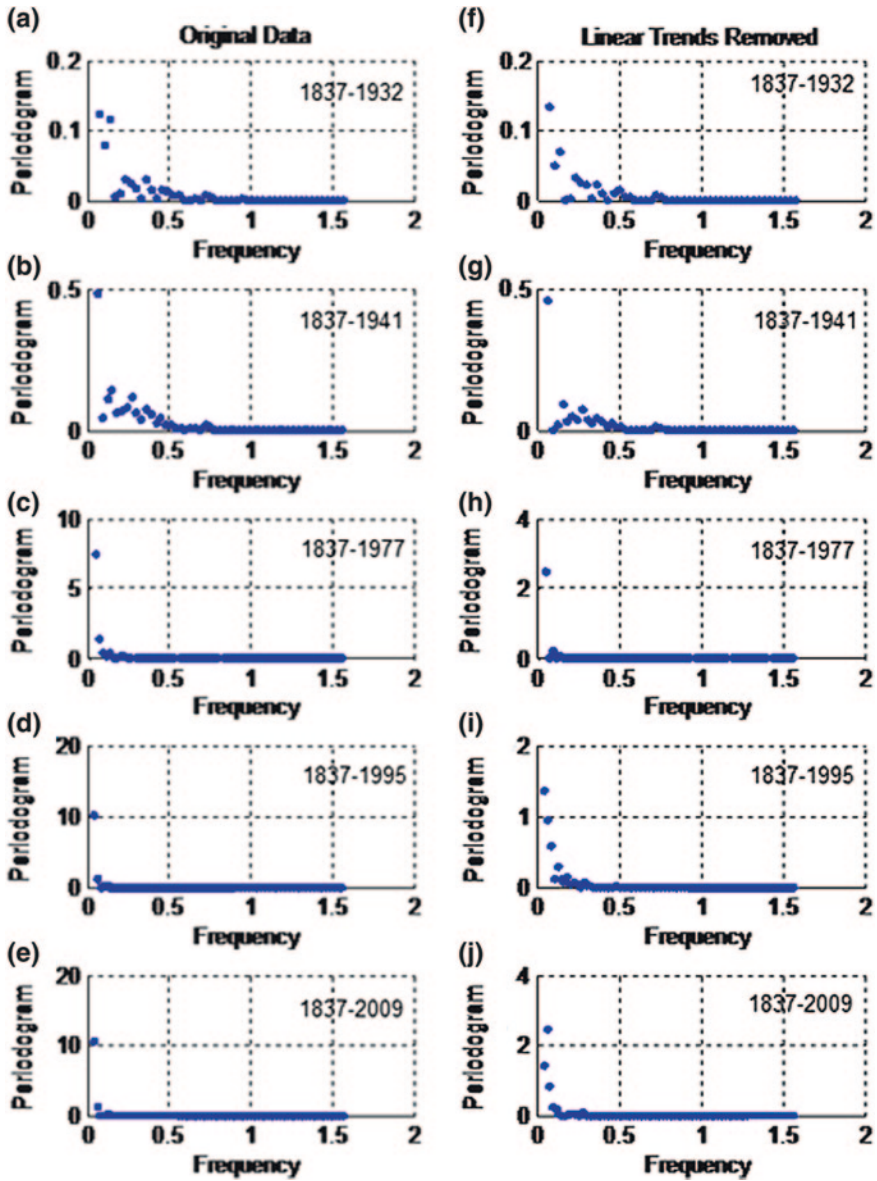 (a)
Original Data
0.2
0.1
0
1837-1932
Periodogram
0 0.5 1 1.5 2
Frequency
(f)
Linear Trends Removed
0.2
0.1
0
1837-1932
Periodogram
0 0.5 1 1.5 2
Frequency
(b)
0.5
0
1837-1941
Periodogram
0 0.5 1 1.5 2
Frequency
(g)
0.5
0
1837-1941
Periodogram
0 0.5 1 1.5 2
Frequency
(c)
10
5
0
1837-1977
Periodogram
0 0.5 1 1.5 2
Frequency
(h)
4
2
0
1837-1977
Periodogram
0 0.5 1 1.5 2
Frequency
(d)
20
10
0
1837-1995
Periodogram
0 0.5 1 1.5 2
Frequency
(i)
2
1
0
1837-1995
Periodogram
0 0.5 1 1.5 2
Frequency
(e)
20
10
0
1837-2009
Periodogram
0 0.5 1 1.5 2
Frequency
(j)
4
2
0
1837-2009
Periodogram
0 0.5 1 1.5 2
Frequency